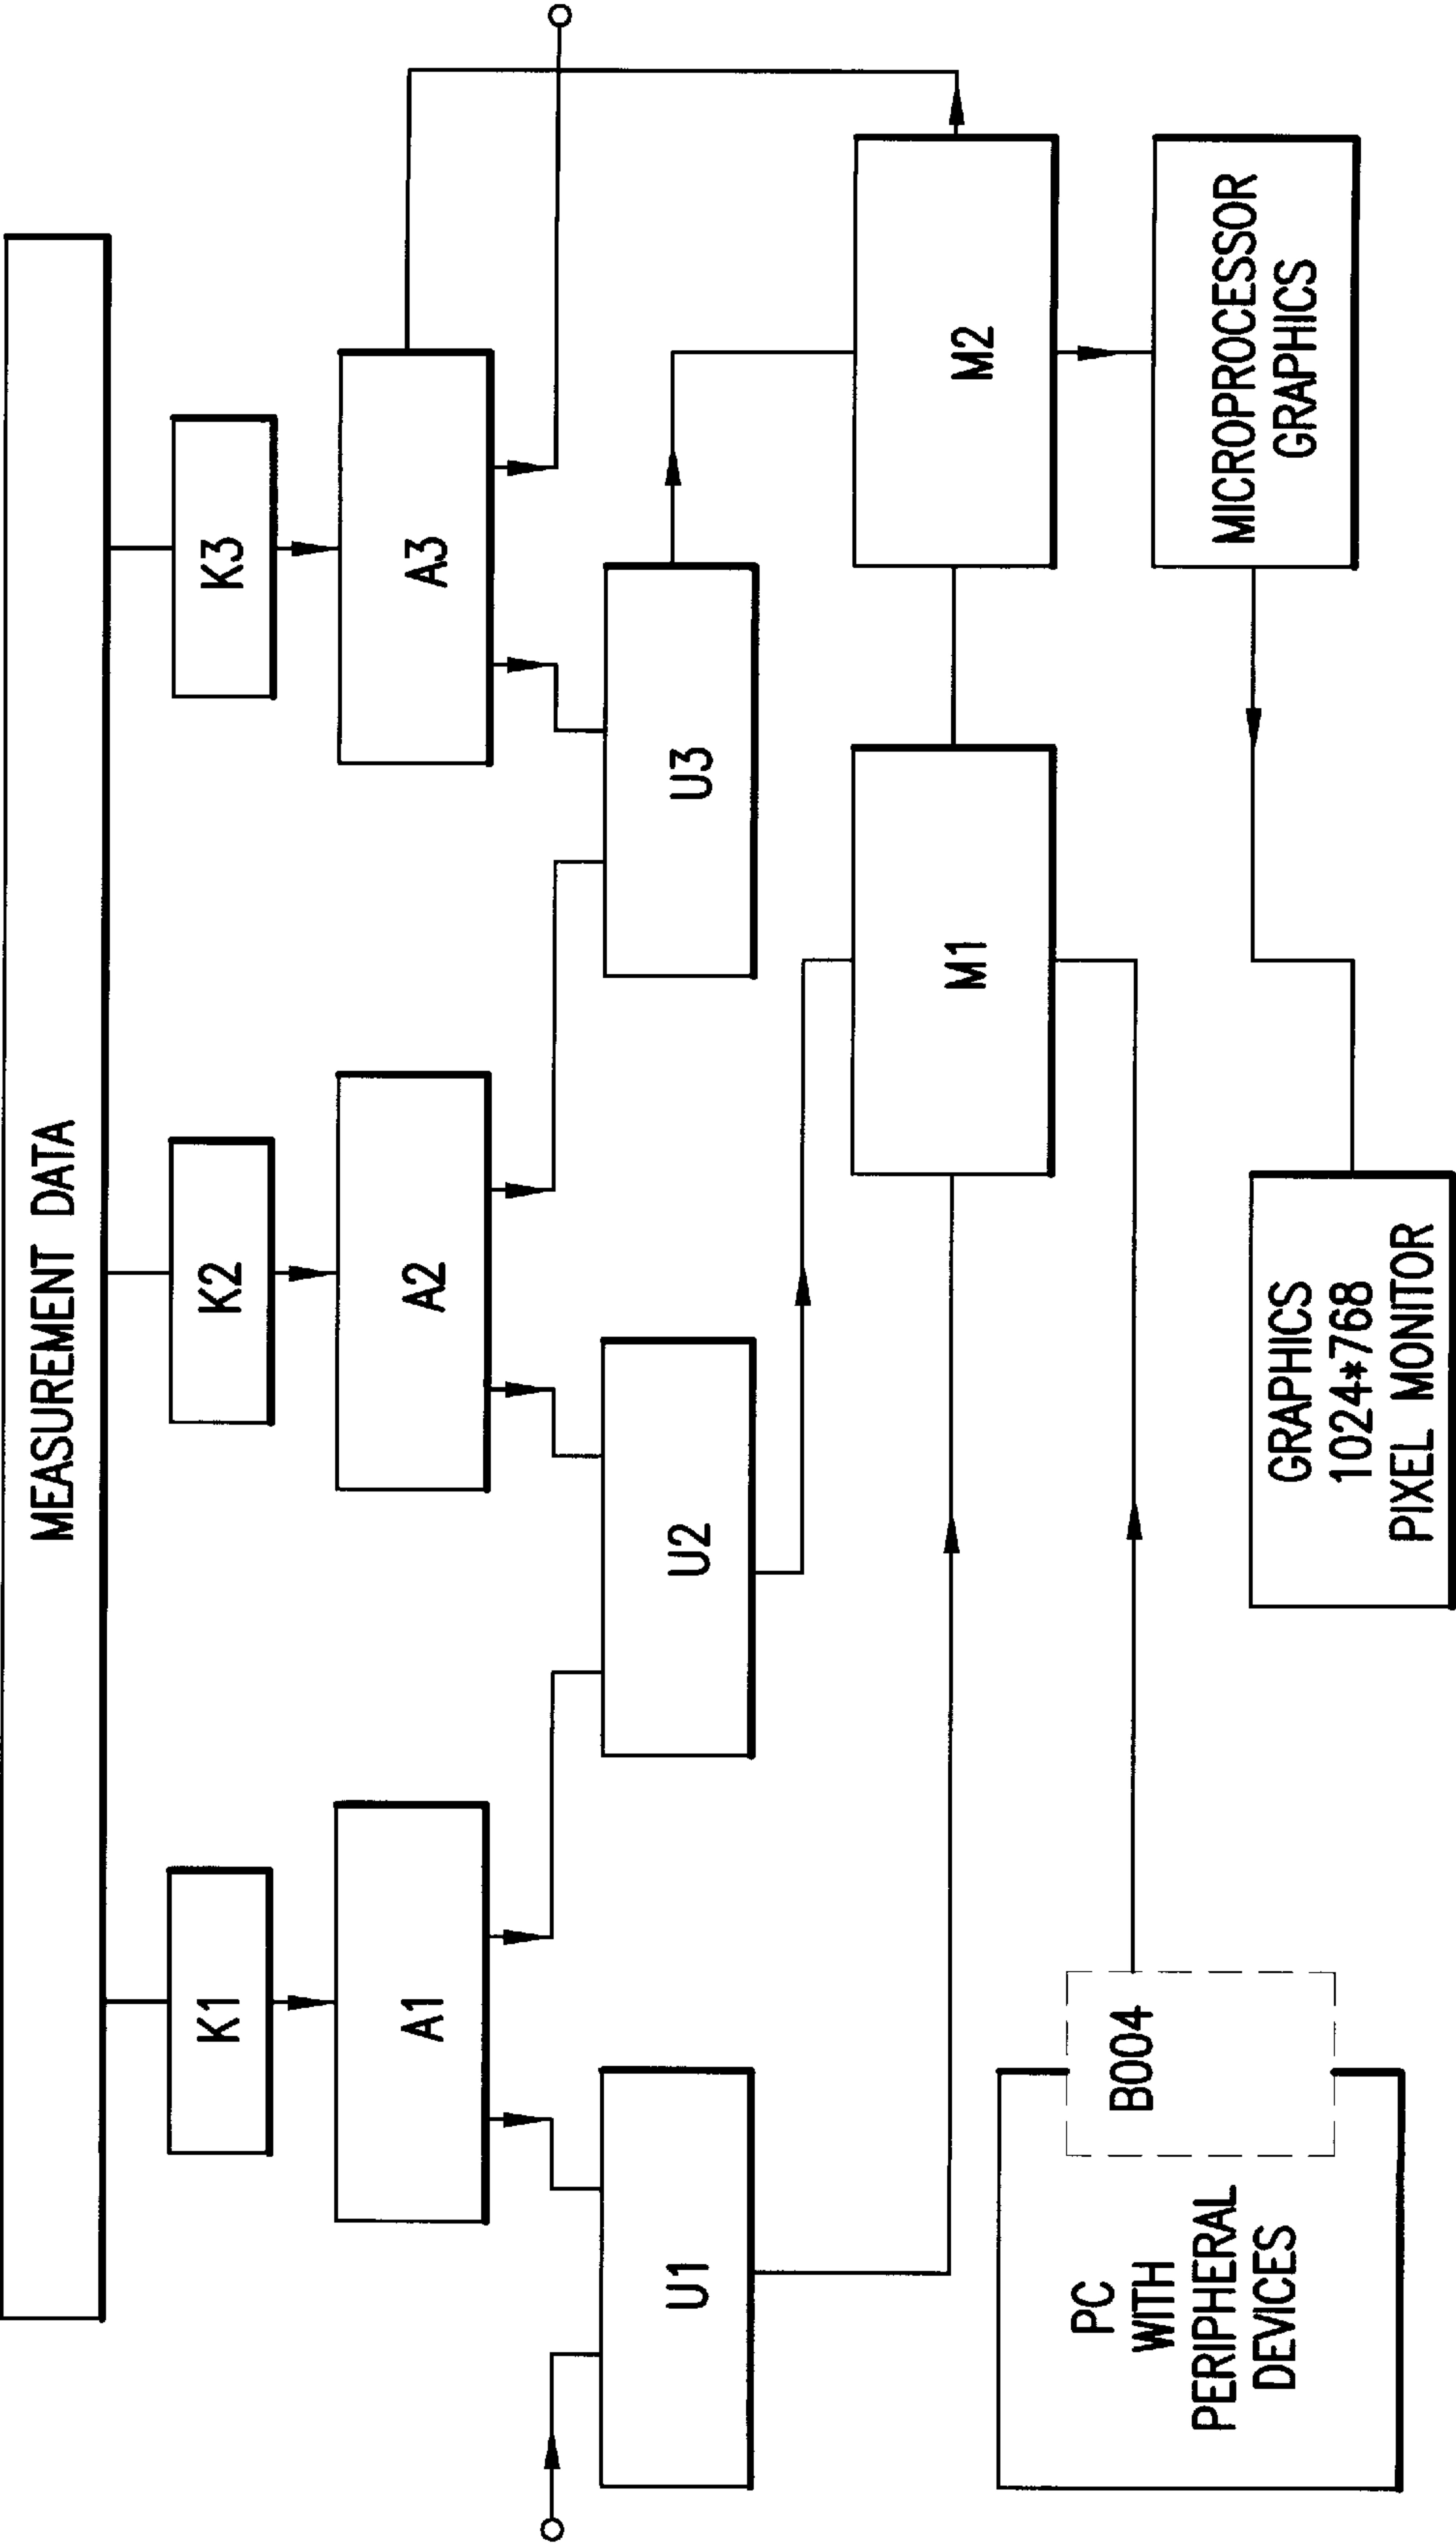 MEASUREMENT DATA
K1
K2
K3
A1
A2
A3
U1
U2
U3
M1
M2
PC
WITH
PERIPHERAL
DEVICES
B004
GRAPHICS
1024*768
PIXEL MONITOR
MICROPROCESSOR
GRAPHICS